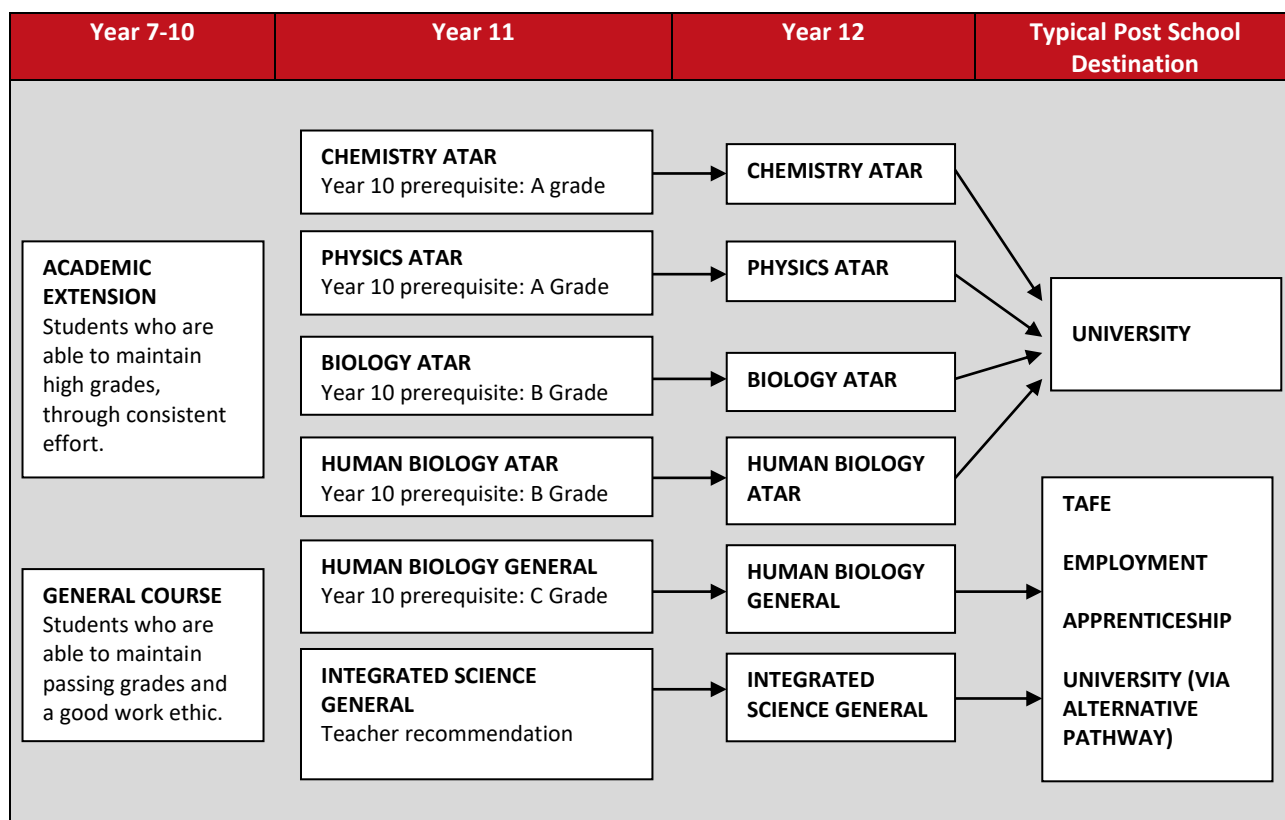 Year 7-10
Year 11
Year 12
Typical Post School
Destination
ACADEMIC
EXTENSION
Students who are
able to maintain
high grades,
through consistent
effort.
GENERAL COURSE
Students who are
able to maintain
passing grades and
a good work ethic.
CHEMISTRY ATAR
Year 10 prerequisite: A grade
PHYSICS ATAR
Year 10 prerequisite: A Grade
BIOLOGY ATAR
Year 10 prerequisite: B Grade
HUMAN BIOLOGY ATAR
Year 10 prerequisite: B Grade
HUMAN BIOLOGY GENERAL
Year 10 prerequisite: C Grade
INTEGRATED SCIENCE
GENERAL
Teacher recommendation
CHEMISTRY ATAR
PHYSICS ATAR
BIOLOGY ATAR
HUMAN BIOLOGY
ATAR
HUMAN BIOLOGY
GENERAL
INTEGRATED
SCIENCE GENERAL
UNIVERSITY
TAFE
EMPLOYMENT
APPRENTICESHIP
UNIVERSITY (VIA
ALTERNATIVE
PATHWAY)